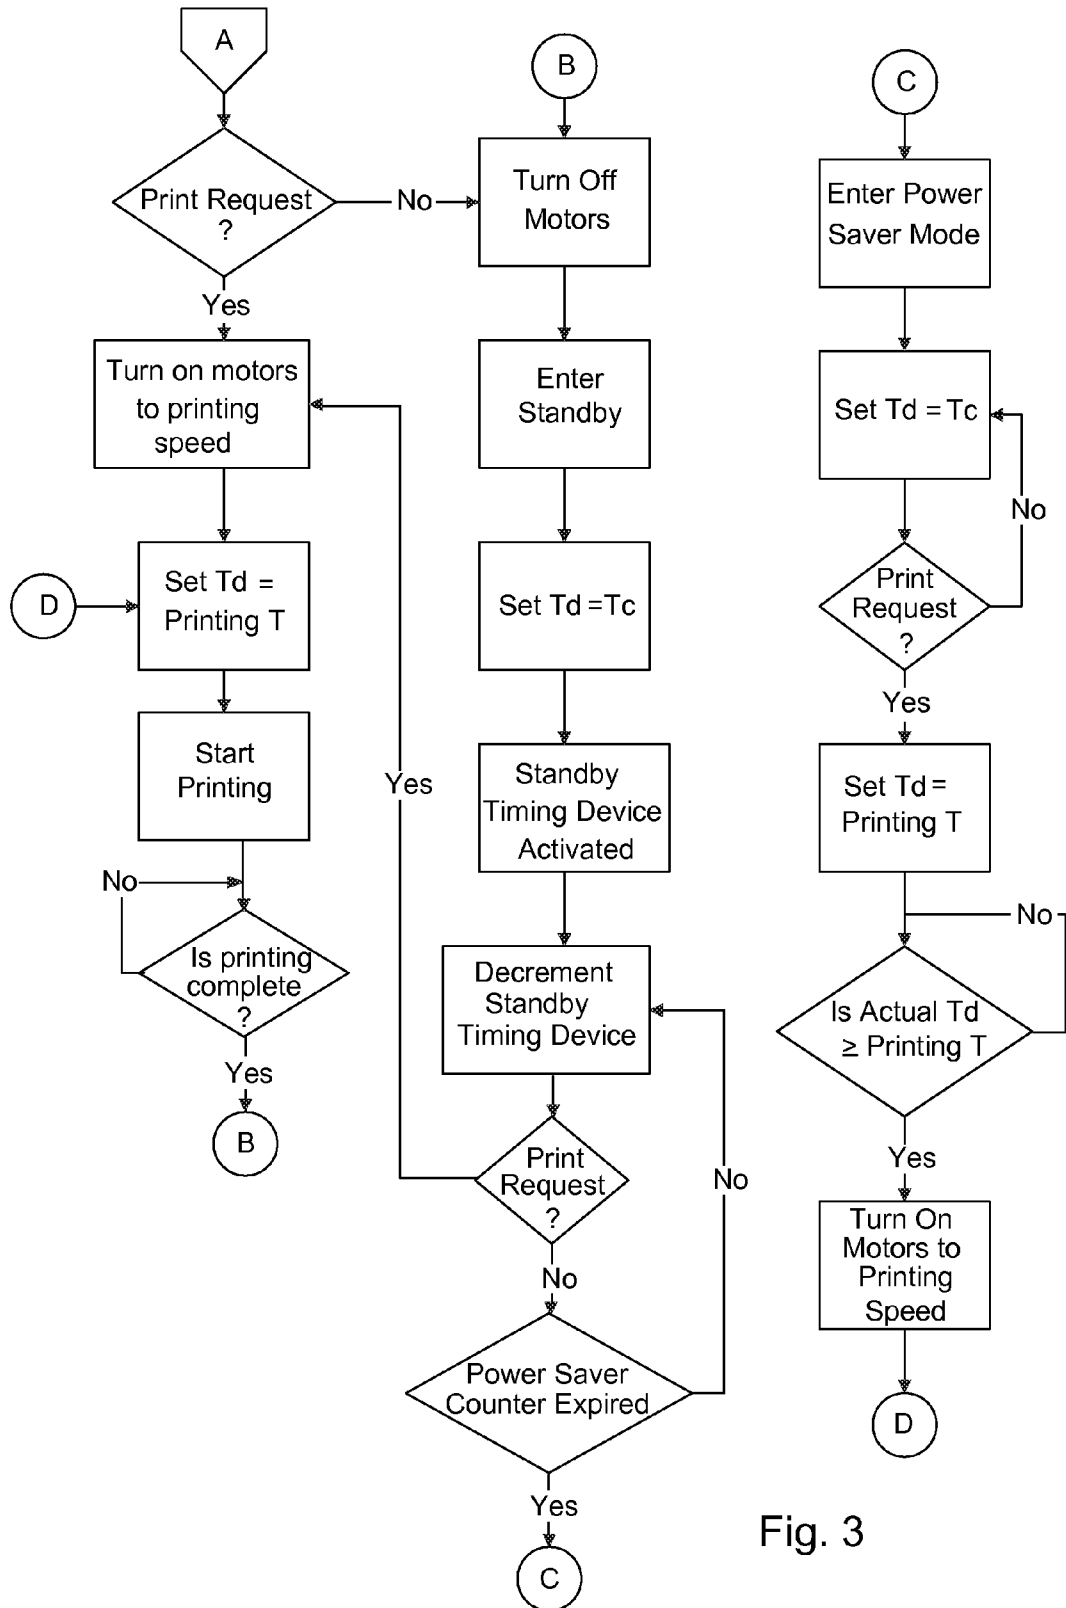 A
Print Request
?
No
Yes
Turn on motors
to printing
speed
D
Set Td =
Printing T
Start
Printing
No
Is printing
complete
?
Yes
B
B
Turn Off
Motors
Enter
Standby
Set Td =Tc
Standby
Timing Device
Activated
Yes
Decrement
Standby
Timing Device
Print
Request
?
No
No
Power Saver
Counter Expired
Yes
C
C
Enter Power
Saver Mode
Set Td =Tc
No
Print
Request
?
Yes
Set Td=
Printing T
No
Is Actual Td
≥ Printing T
Yes
Turn On
Motors to
Printing
Speed
D
Fig. 3